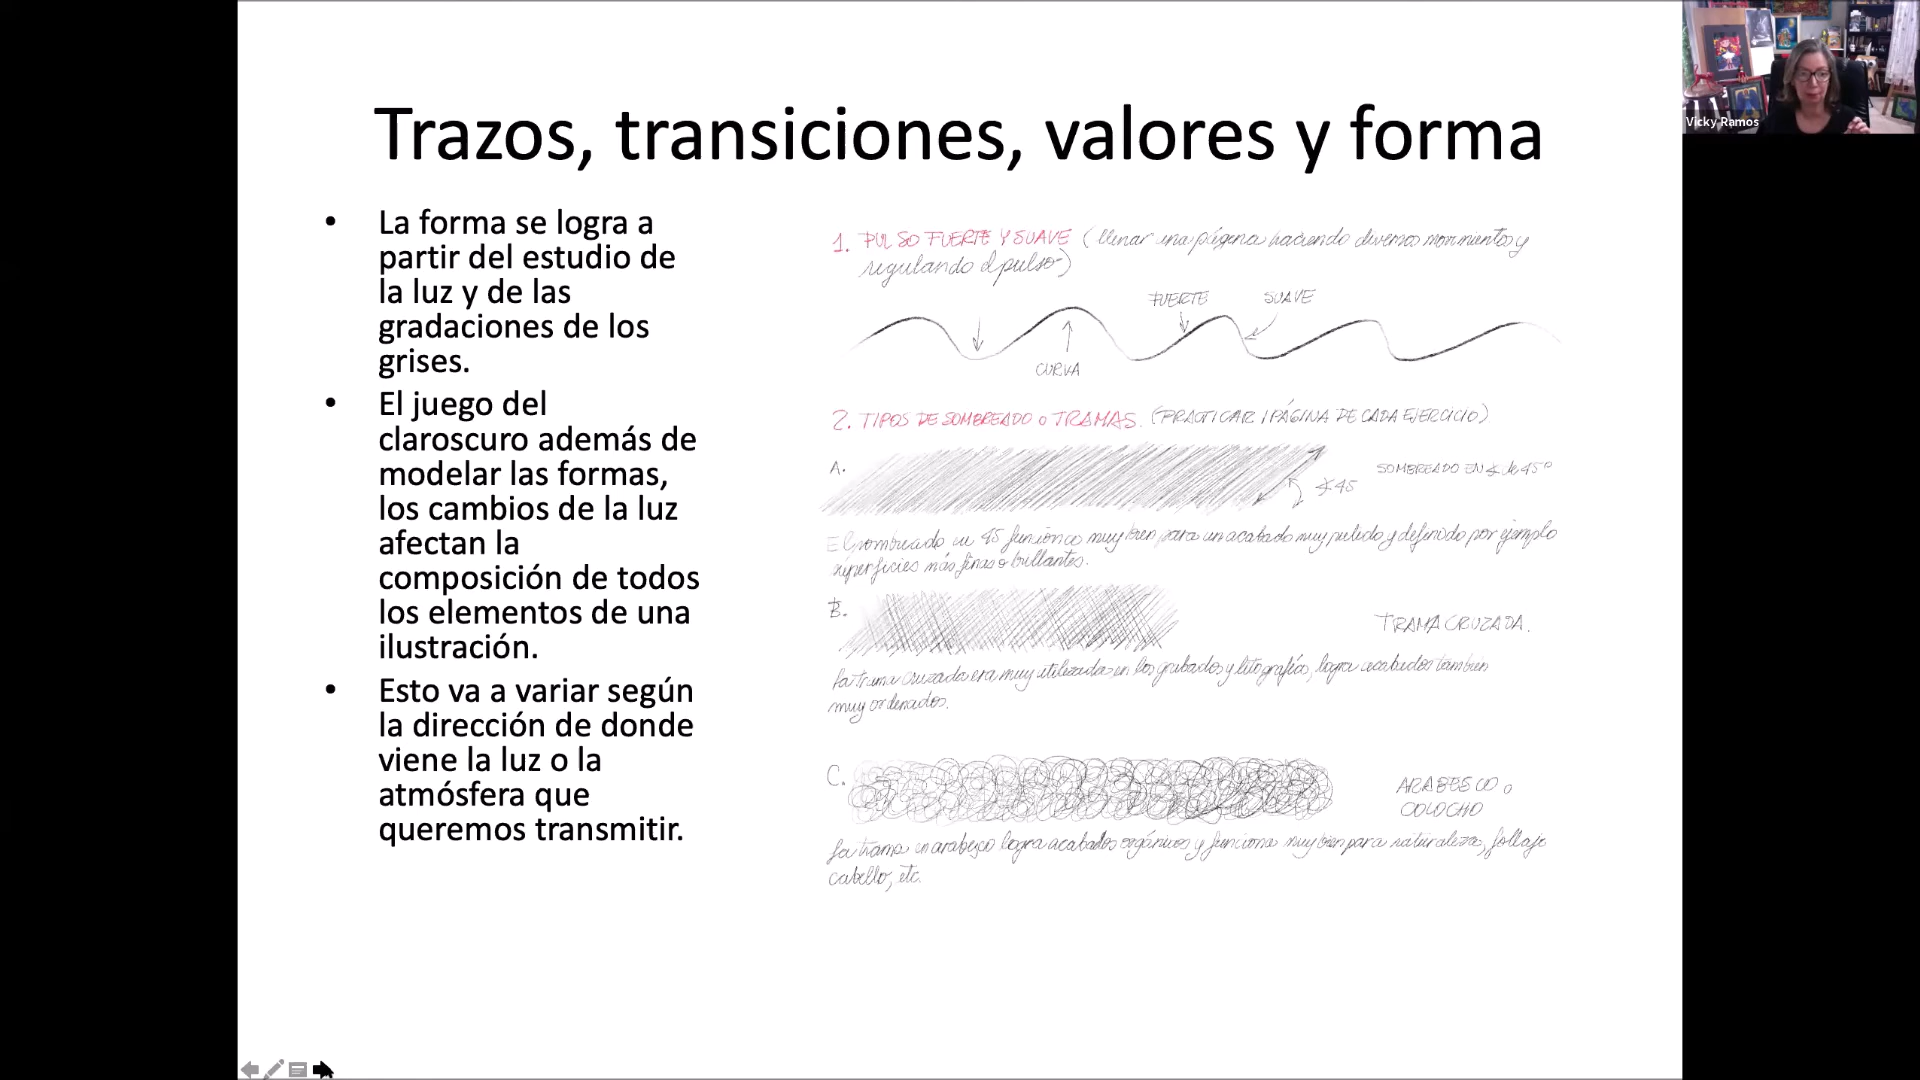 Trazos, transiciones, valores y forma
• La forma se logra a
partir del estudio de
la luz y de las
gradaciones de los
grises.
• El juego del
claroscuro además de
modelar las formas,
los cambios de la luz
afectan la
composición de todos
los elementos de una
ilustración.
• Esto va a variar según
la dirección de donde
viene la luz o la
atmósfera que
queremos transmitir.
1. PULSO FUERTE Y SUAVE (llenar una página haciendo diversos movimientos y
regulando el pulso)
FUERTE
SUAVE
CURVA
2. TIPOS DE SOMBREADO o TRAMAS. (PRACTICAR 1 PÁGINA DE CADA EJERCICIO)
A.
SOMBREADO EN ∡ de 45°
∡ 45
El sombreado en 45 funciona muy bien para un acabado muy pulido y definido por ejemplo
superficies más finas o brillantes.
B.
TRAMA CRUZADA.
La trama cruzada era muy utilizada en los grabados y litografías, logra acabados también
muy ordenados.
C.
ARABESCO o
COLOCHO
La trama en arabesco logra acabados orgánicos y funciona muy bien para naturaleza, follaje
cabello, etc.
Vicky Ramos